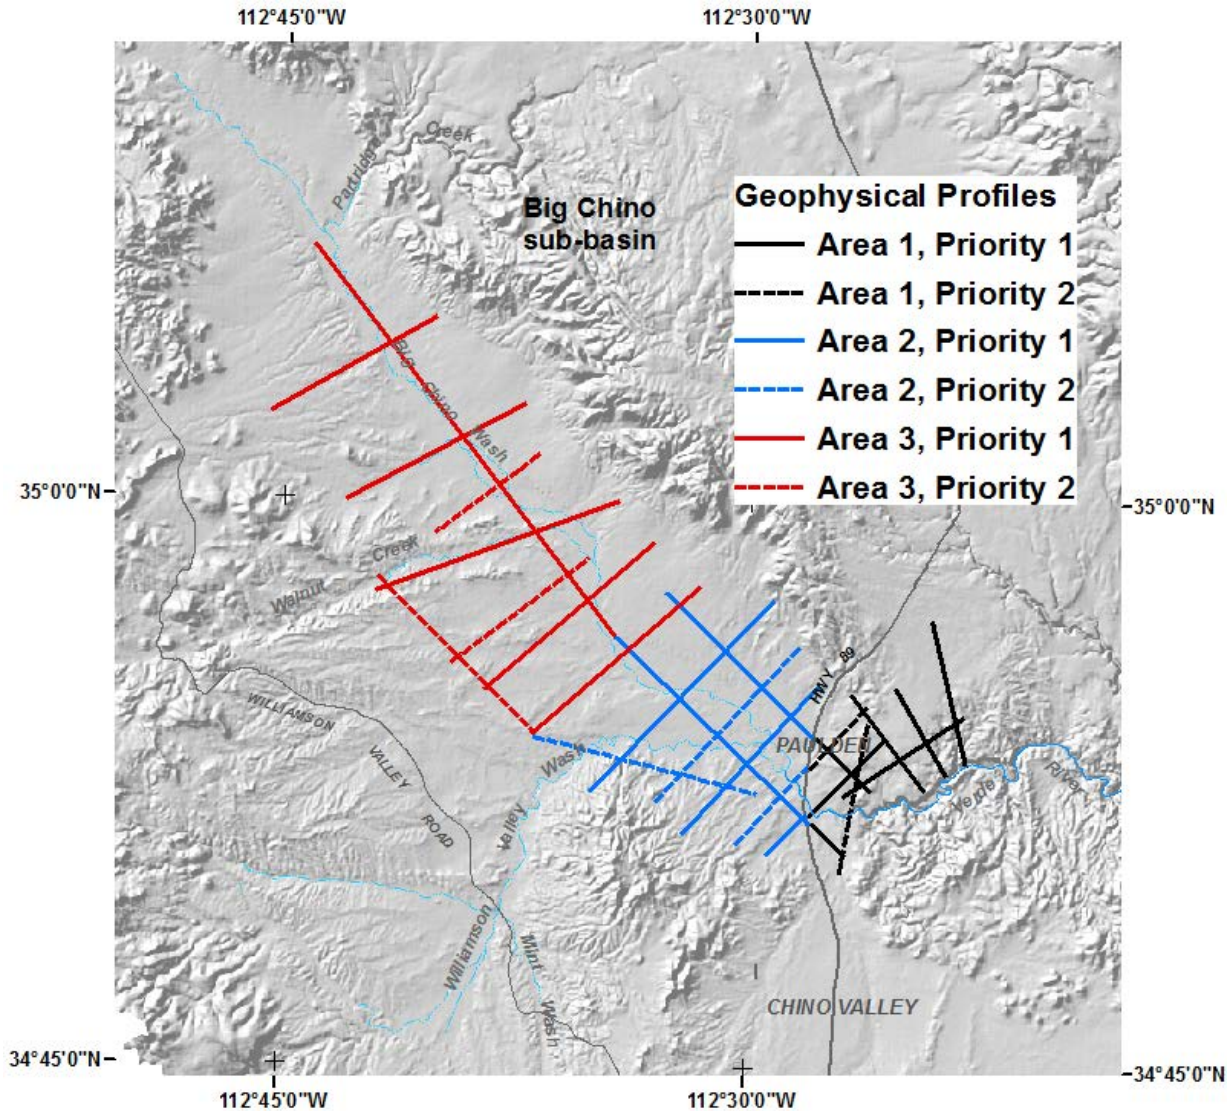 112°45'0"W
112°30'0"W
Creek
Partridge
Big Chino
sub-basin
Geophysical Profiles
Area 1, Priority 1
Area 1, Priority 2
Area 2, Priority 1
Area 2, Priority 2
Area 3, Priority 1
Area 3, Priority 2
Big
Chino
Wash
35°0'0"N
35°0'0"N
Creek
Walnut
HWY 89
WILLIAMSON
VALLEY
ROAD
PAULDEN
Wash
Valley
Williamson
Verde
River
Mint
Wash
CHINO VALLEY
34°45'0"N
34°45'0"N
112°45'0"W
112°30'0"W